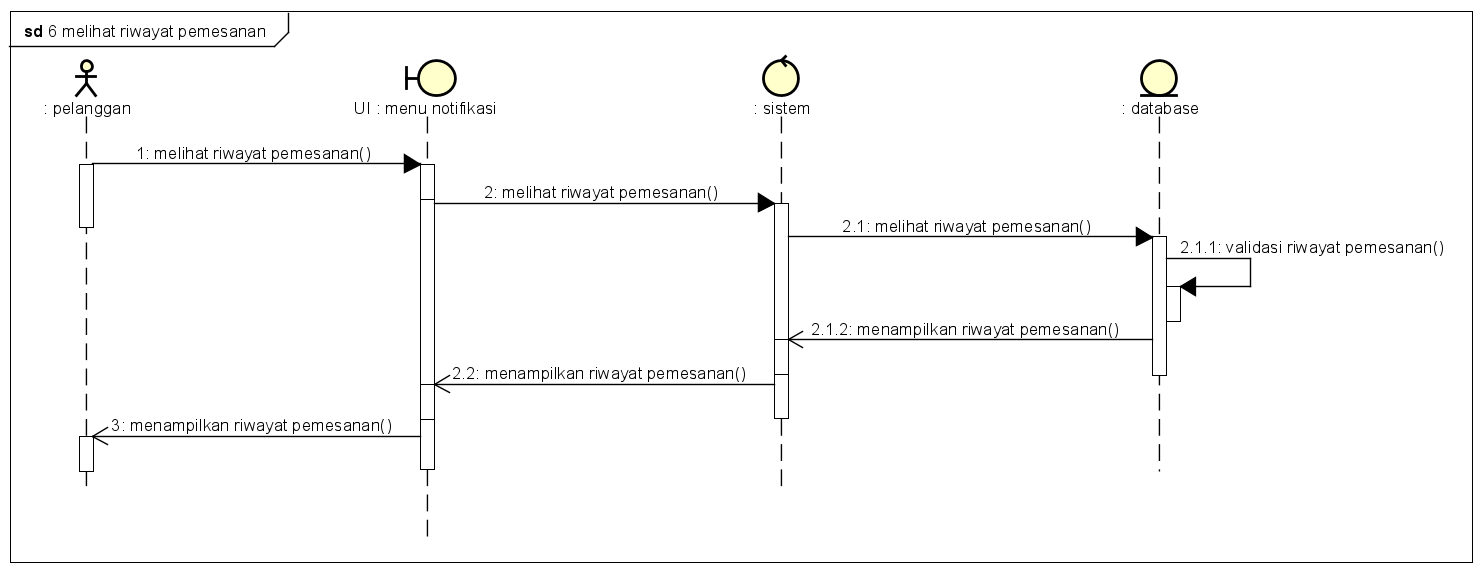 sd 6 melihat riwayat pemesanan
: pelanggan
UI : menu notifikasi
: sistem
: database
1: melihat riwayat pemesanan()
2: melihat riwayat pemesanan()
2.1: melihat riwayat pemesanan()
2.1.1: validasi riwayat pemesanan()
2.1.2: menampilkan riwayat pemesanan()
2.2: menampilkan riwayat pemesanan()
3: menampilkan riwayat pemesanan()